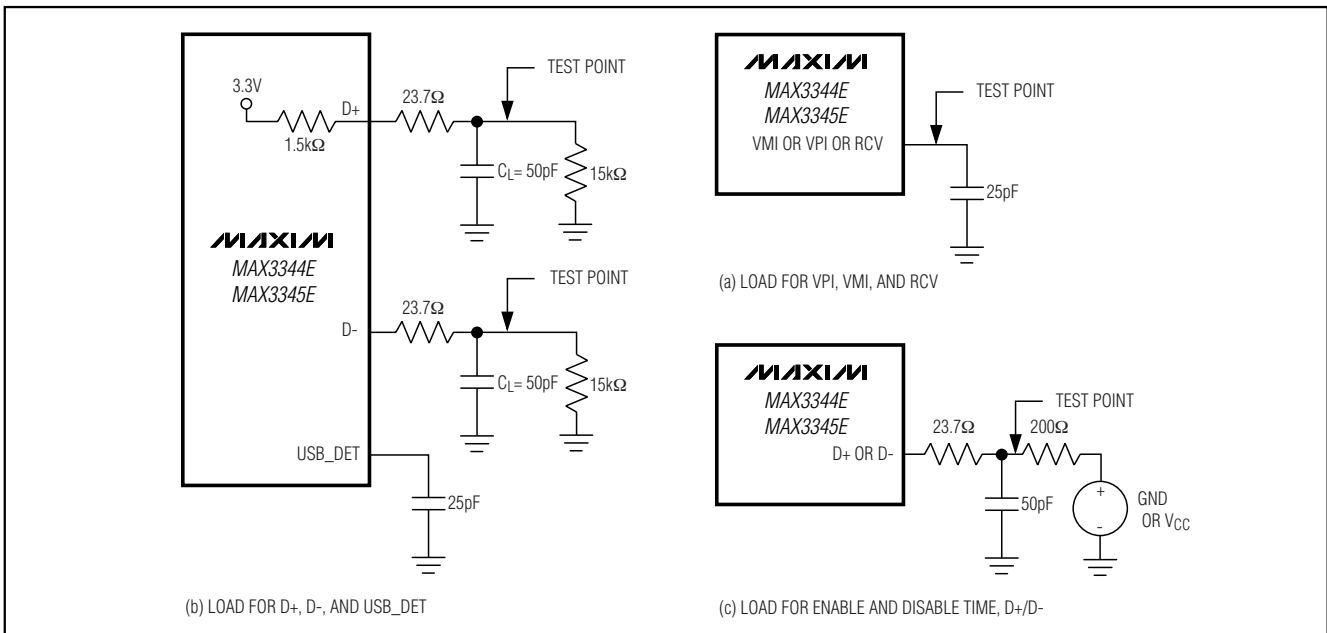 3.3V
1.5kΩ
D+
23.7Ω
TEST POINT
CL= 50pF
15kΩ
MAXIM
MAX3344E
MAX3345E
D-
23.7Ω
TEST POINT
CL= 50pF
15kΩ
USB_DET
25pF
(b) LOAD FOR D+, D-, AND USB_DET
MAXIM
MAX3344E
MAX3345E
VMI OR VPI OR RCV
TEST POINT
25pF
(a) LOAD FOR VPI, VMI, AND RCV
MAXIM
MAX3344E
MAX3345E
D+ OR D-
23.7Ω
TEST POINT
200Ω
50pF
+
-
GND
OR VCC
(c) LOAD FOR ENABLE AND DISABLE TIME, D+/D-